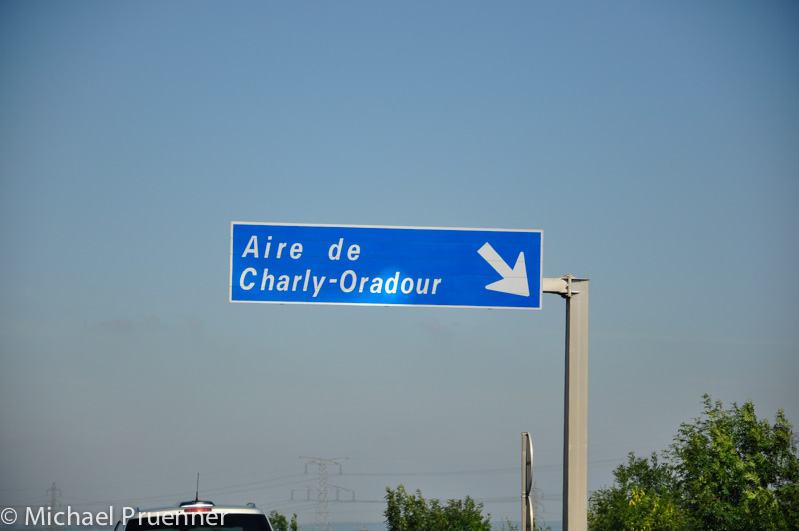 Aire de
Charly-Oradour
© Michael Pruenner